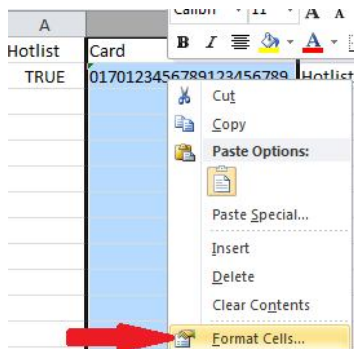 Calibri 11 A A
A
B I A
Hotlist Card
TRUE 01701234567891234567​89 Hotlist
Cut
Copy
Paste Options:
Paste Special...
Insert
Delete
Clear Contents
Format Cells...